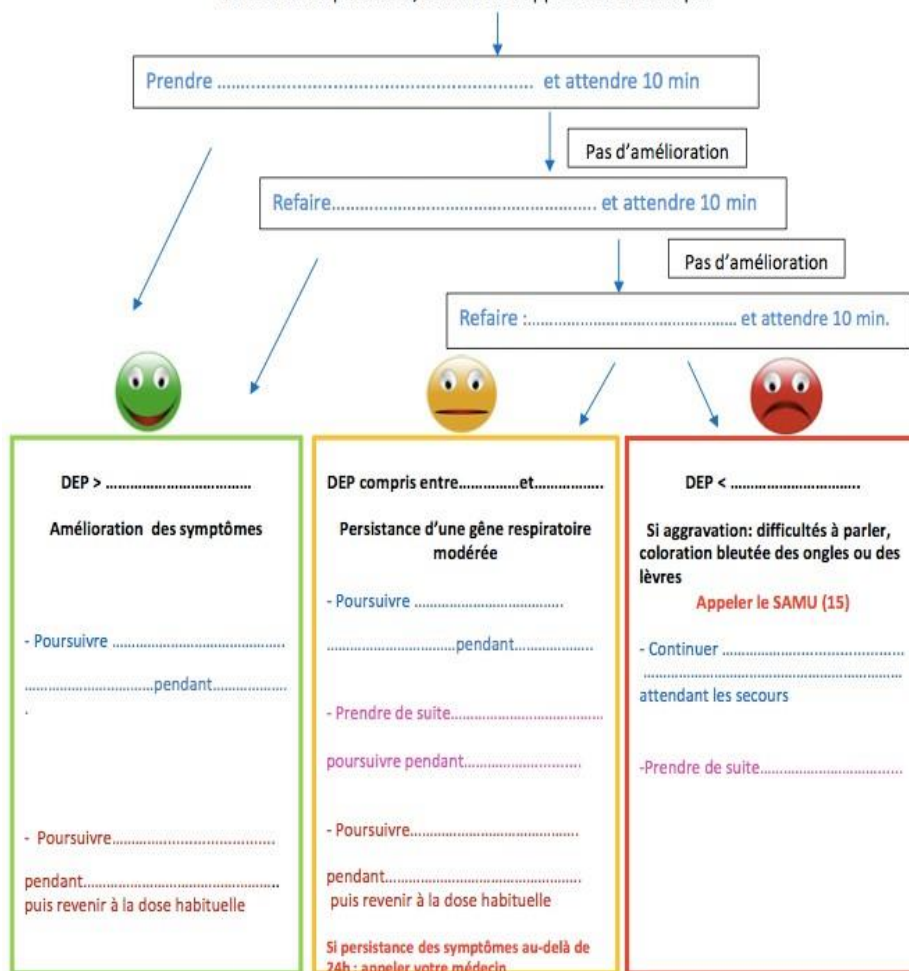 Prendre .................................................................. et attendre 10 min
Pas d'amélioration
Refaire....................................................... et attendre 10 min
Pas d'amélioration
Refaire :............................................. et attendre 10 min.
DEP > ...................................
Amélioration des symptômes
- Poursuivre ...........................................
................................pendant...................
.
- Poursuivre........................................
pendant.................................................
puis revenir à la dose habituelle
DEP compris entre...............et.................
Persistance d'une gêne respiratoire
modérée
- Poursuivre .....................................
................................pendant....................
- Prendre de suite......................................
poursuivre pendant.............................
- Poursuivre..........................................
pendant.................................................
puis revenir à la dose habituelle
Si persistance des symptômes au-delà de
24h : appeler votre médecin
DEP < ................................
Si aggravation: difficultés à parler,
coloration bleutée des ongles ou des
lèvres
Appeler le SAMU (15)
- Continuer .............................................
................................................................
attendant les secours
-Prendre de suite...................................